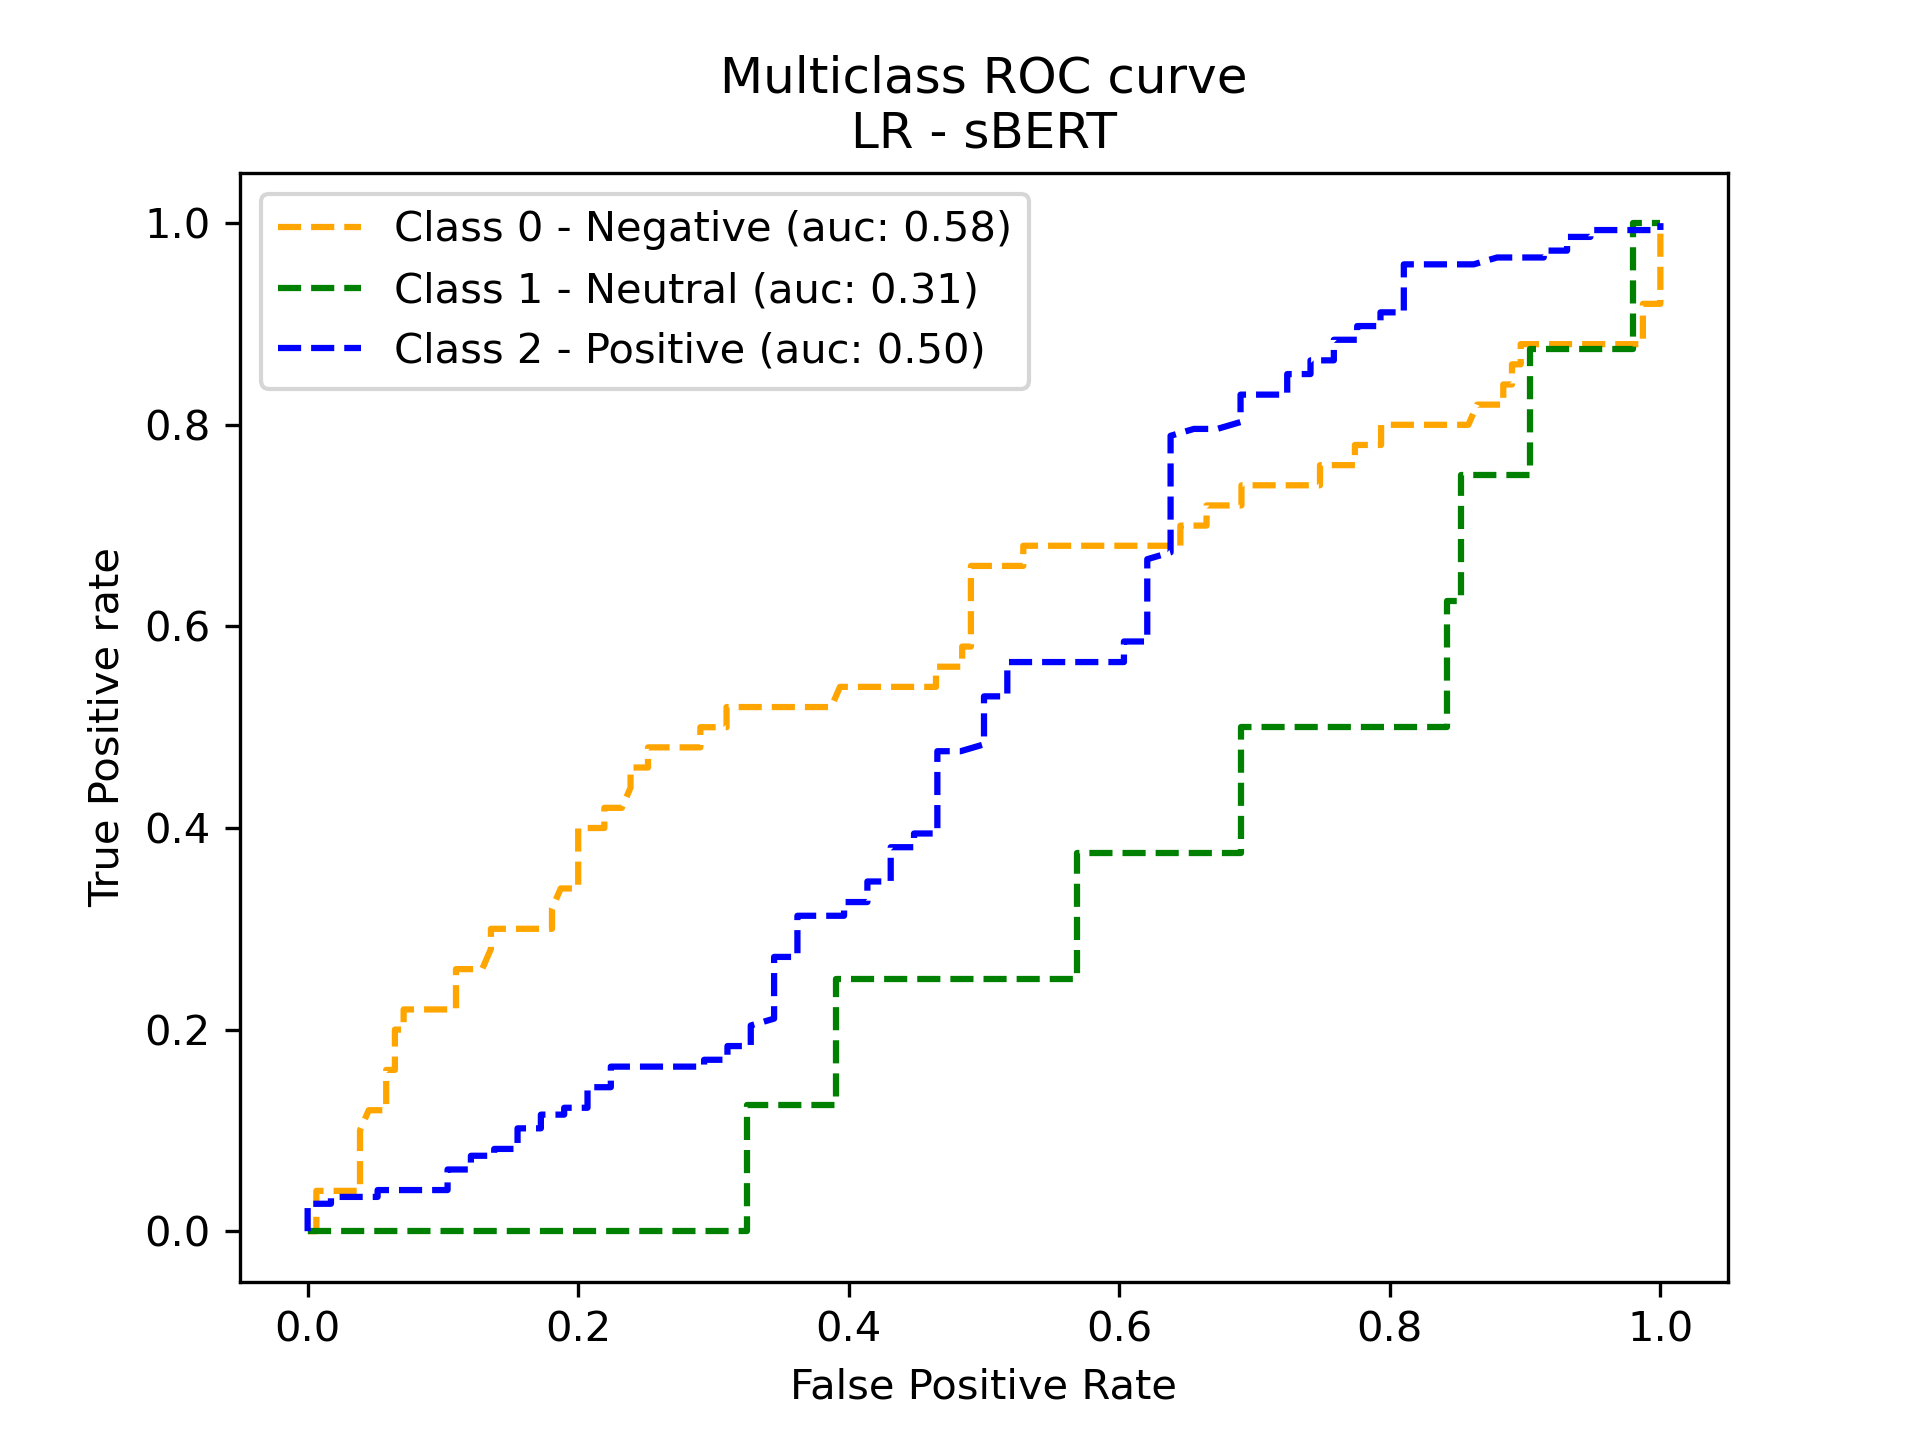 Multiclass ROC curve
LR - sBERT
Class 0 - Negative (auc: 0.58)
Class 1 - Neutral (auc: 0.31)
Class 2 - Positive (auc: 0.50)
True Positive rate
1.0
0.8
0.6
0.4
0.2
0.0
0.0 0.2 0.4 0.6 0.8 1.0
False Positive Rate